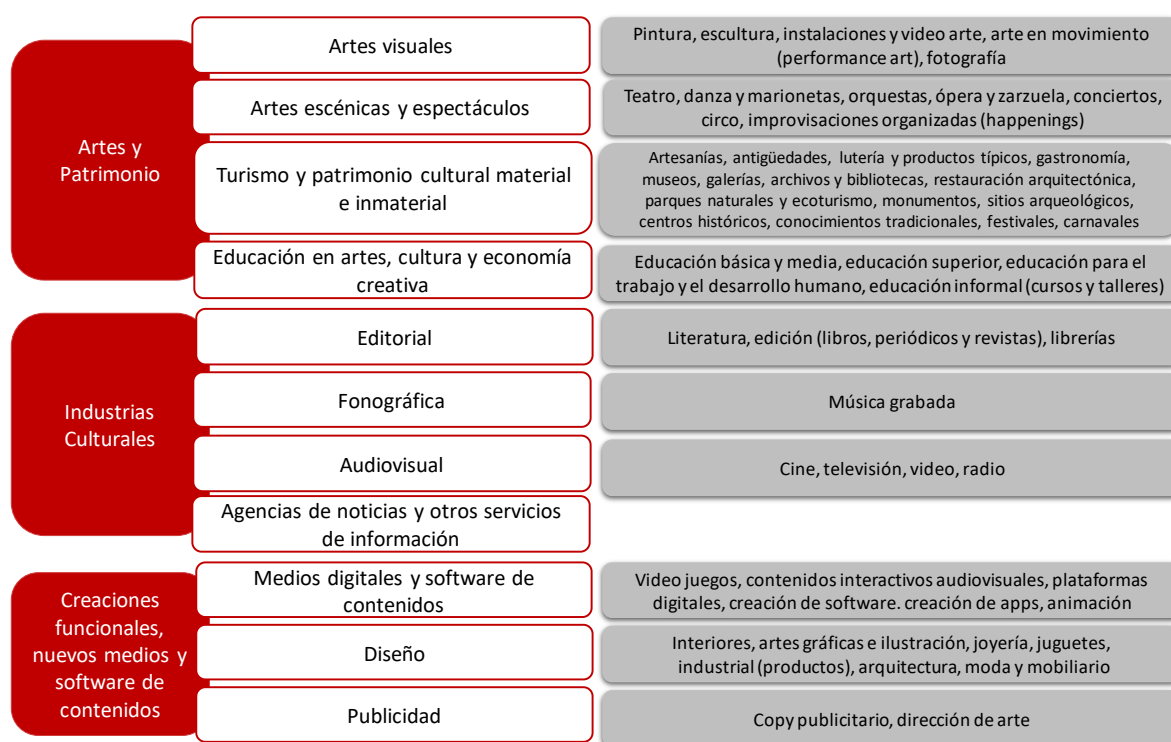 Artes y
Patrimonio
Artes visuales
Pintura, escultura, instalaciones y video arte, arte en movimiento
(performance art), fotografía
Artes escénicas y espectáculos
Teatro, danza y marionetas, orquestas, ópera y zarzuela, conciertos,
circo, improvisaciones organizadas (happenings)
Turismo y patrimonio cultural material
e inmaterial
Artesanías, antigüedades, lutería y productos típicos, gastronomía,
museos, galerías, archivos y bibliotecas, restauración arquitectónica,
parques naturales y ecoturismo, monumentos, sitios arqueológicos,
centros históricos, conocimientos tradicionales, festivales, carnavales
Educación en artes, cultura y economía
creativa
Educación básica y media, educación superior, educación para el
trabajo y el desarrollo humano, educación informal (cursos y talleres)
Industrias
Culturales
Editorial
Literatura, edición (libros, periódicos y revistas), librerías
Fonográfica
Música grabada
Audiovisual
Cine, televisión, video, radio
Agencias de noticias y otros servicios
de información
Creaciones
funcionales,
nuevos medios y
software de
contenidos
Medios digitales y software de
contenidos
Video juegos, contenidos interactivos audiovisuales, plataformas
digitales, creación de software. creación de apps, animación
Diseño
Interiores, artes gráficas e ilustración, joyería, juguetes,
industrial (productos), arquitectura, moda y mobiliario
Publicidad
Copy publicitario, dirección de arte